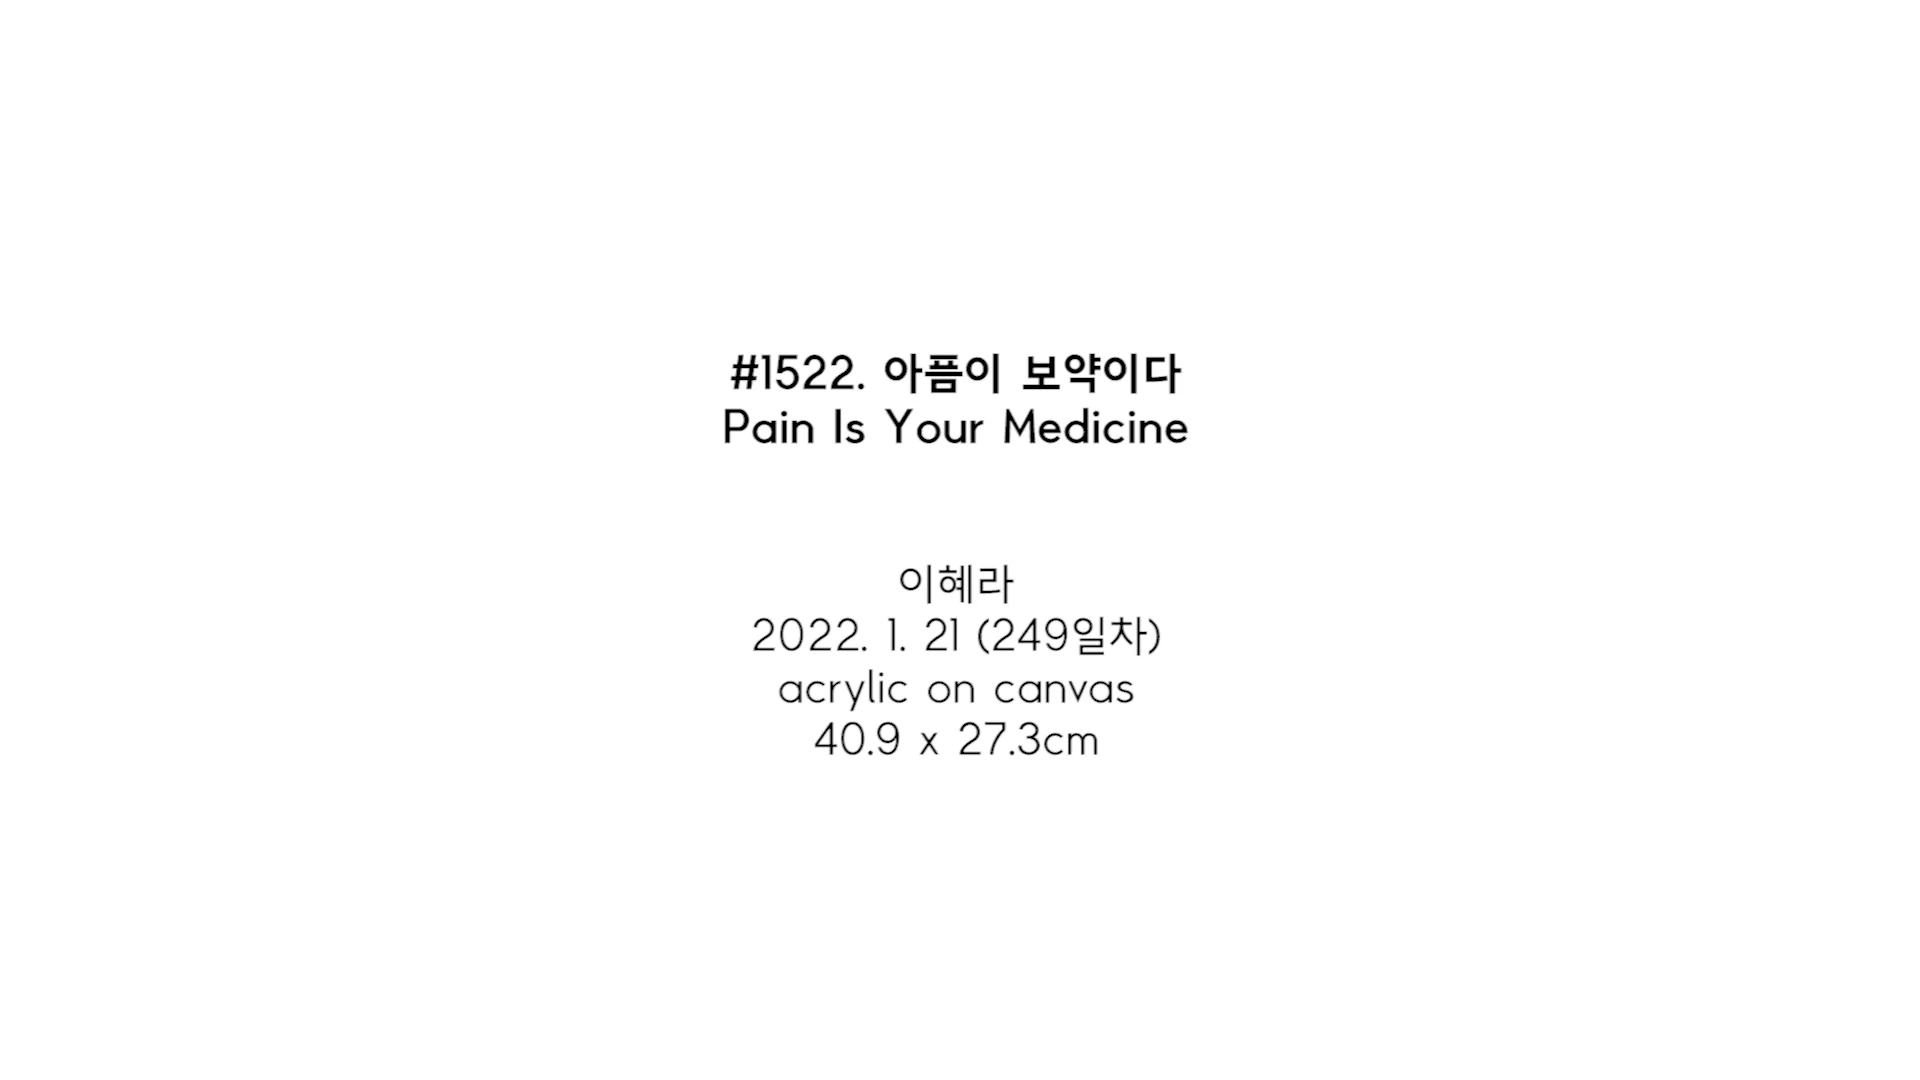 #1522. 아픔이 보약이다
Pain Is Your Medicine
이혜라
2022. 1. 21 (249일차)
acrylic on canvas
40.9 x 27.3cm